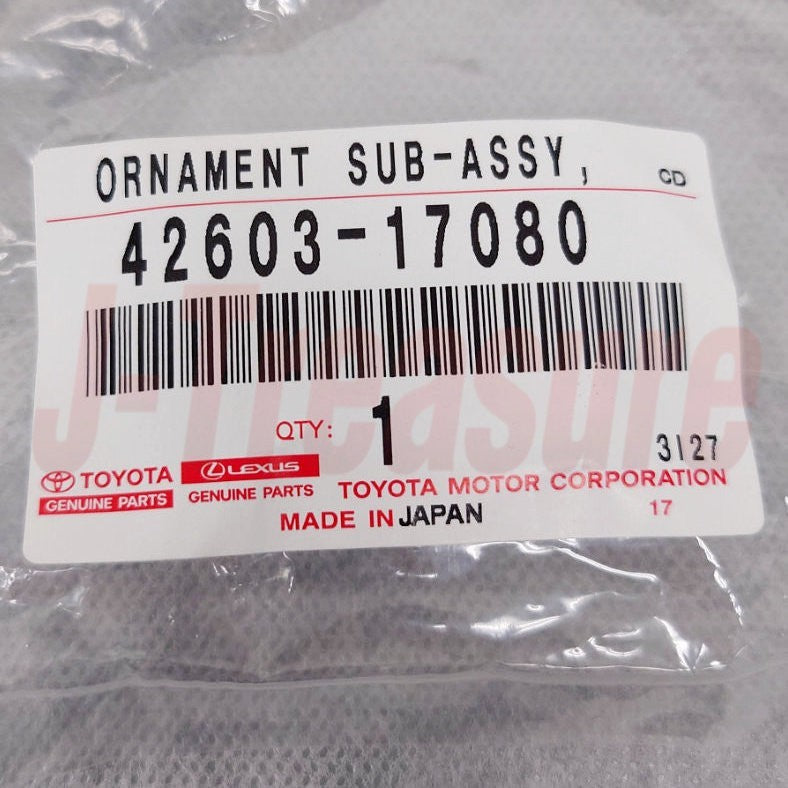 ORNAMENT SUB-ASSY, CD
42603-17080
QTY: 1
3127
TOYOTA
GENUINE PARTS
LEXUS
GENUINE PARTS
TOYOTA MOTOR CORPORATION
MADE IN JAPAN
17
J-Treasure